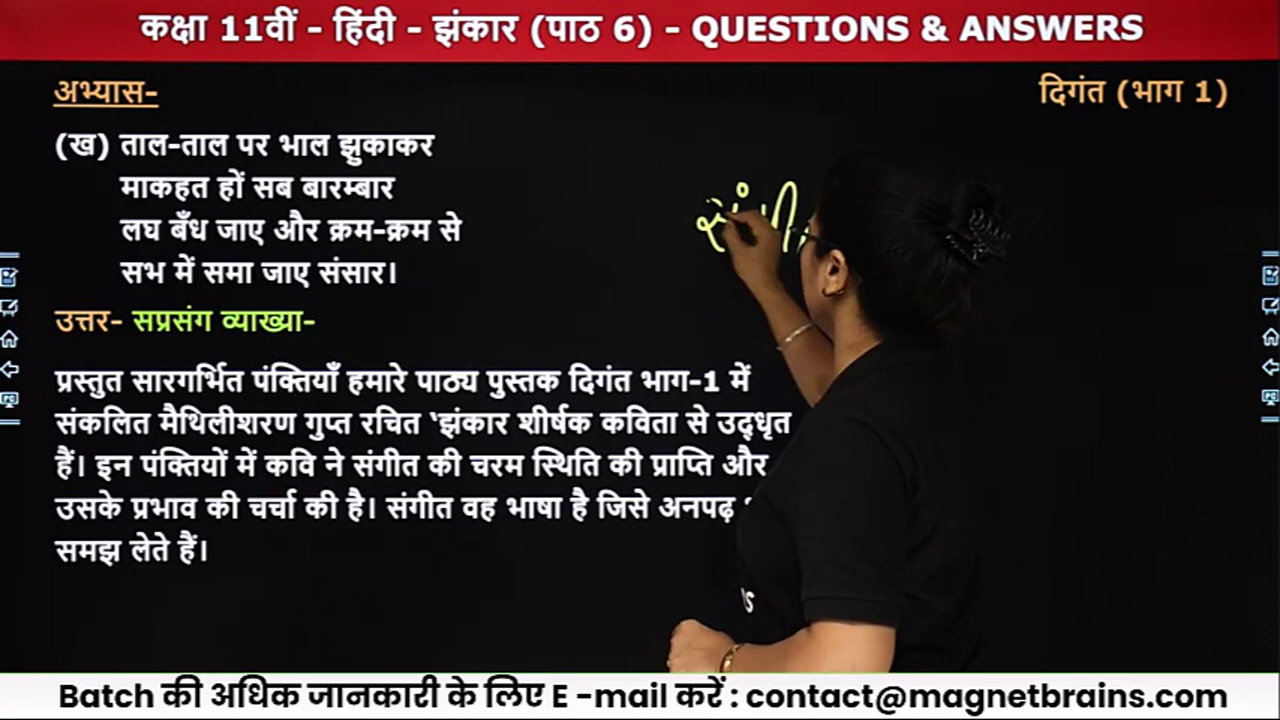 कक्षा 11वीं - हिंदी - झंकार (पाठ 6) - QUESTIONS & ANSWERS
अभ्यास-
दिगंत (भाग 1)
(ख) ताल-ताल पर भाल झुकाकर
माकहत हों सब बारम्बार
लघ बँध जाए और क्रम-क्रम से
सभ में समा जाए संसार।
उत्तर- सप्रसंग व्याख्या-
प्रस्तुत सारगर्भित पंक्तियाँ हमारे पाठ्य पुस्तक दिगंत भाग-1 में
संकलित मैथिलीशरण गुप्त रचित ‘झंकार शीर्षक कविता से उद्धृत
हैं। इन पंक्तियों में कवि ने संगीत की चरम स्थिति की प्राप्ति और
उसके प्रभाव की चर्चा की है। संगीत वह भाषा है जिसे अनपढ़
समझ लेते हैं।
Batch की अधिक जानकारी के लिए E -mail करें : contact@magnetbrains.com